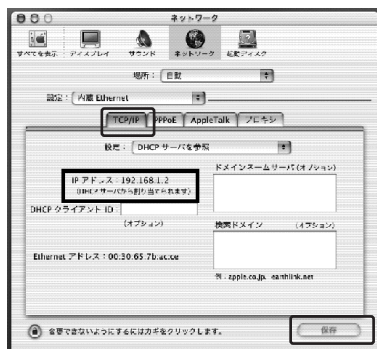 ネットワーク
すべてを表示 ディスプレイ サウンド ネットワーク 起動ディスク
場所： 自動
設定： 内蔵 Ethernet
TCP/IP PPPoE AppleTalk プロキシ
設定： DHCP サーバを参照
ドメインネームサーバ (オプション)
IP アドレス：192.168.1.2
(DHCP サーバから割り当てられます)
DHCP クライアント ID：
(オプション)
検索ドメイン (オプション)
Ethernet アドレス：00:30:65:7b:ac:ce
例：apple.co.jp, earthlink.net
変更できないようにするにはカギをクリックします。
保存